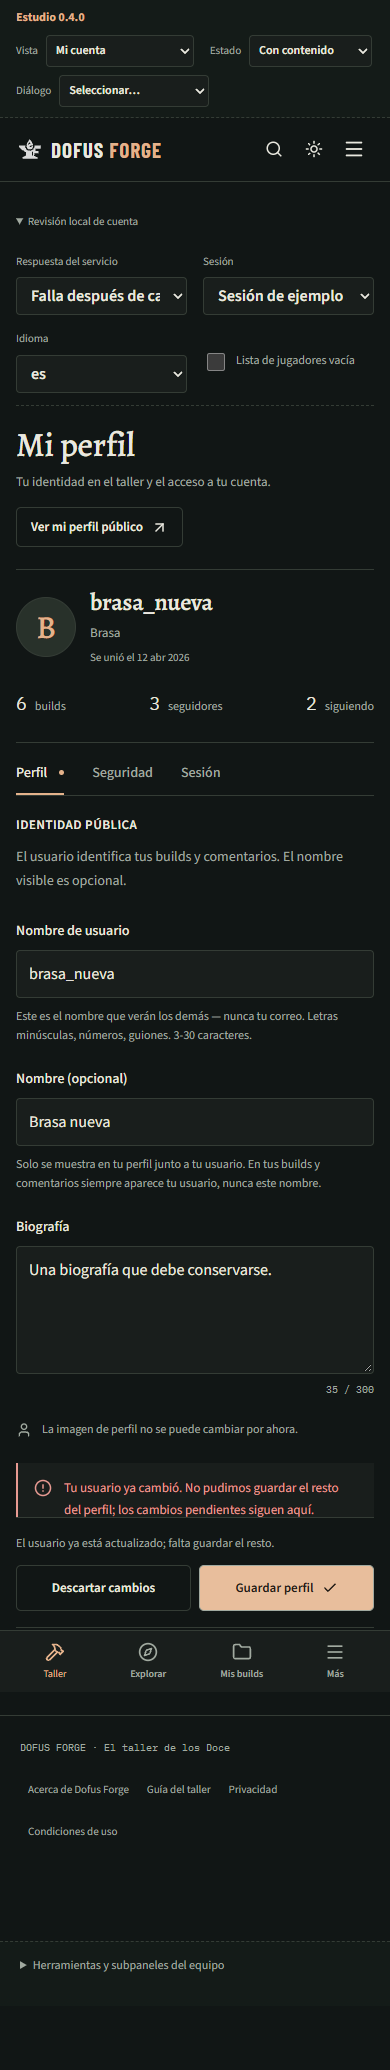 Estudio 0.4.0
Vista Mi cuenta Estado Con contenido
Diálogo Seleccionar...
DOFUS FORGE
▼ Revisión local de cuenta
Respuesta del servicio Sesión
Falla después de ca Sesión de ejemplo
Idioma
es Lista de jugadores vacía
Mi perfil
Tu identidad en el taller y el acceso a tu cuenta.
Ver mi perfil público
B
brasa_nueva
Brasa
Se unió el 12 abr 2026
6 builds 3 seguidores 2 siguiendo
Perfil • Seguridad Sesión
IDENTIDAD PÚBLICA
El usuario identifica tus builds y comentarios. El nombre
visible es opcional.
Nombre de usuario
brasa_nueva
Este es el nombre que verán los demás — nunca tu correo. Letras
minúsculas, números, guiones. 3-30 caracteres.
Nombre (opcional)
Brasa nueva
Solo se muestra en tu perfil junto a tu usuario. En tus builds y
comentarios siempre aparece tu usuario, nunca este nombre.
Biografía
Una biografía que debe conservarse.
35 / 300
La imagen de perfil no se puede cambiar por ahora.
Tu usuario ya cambió. No pudimos guardar el resto
del perfil; los cambios pendientes siguen aquí.
El usuario ya está actualizado; falta guardar el resto.
Descartar cambios Guardar perfil
Taller Explorar Mis builds Más
DOFUS FORGE · El taller de los Doce
Acerca de Dofus Forge Guía del taller Privacidad
Condiciones de uso
▶ Herramientas y subpaneles del equipo